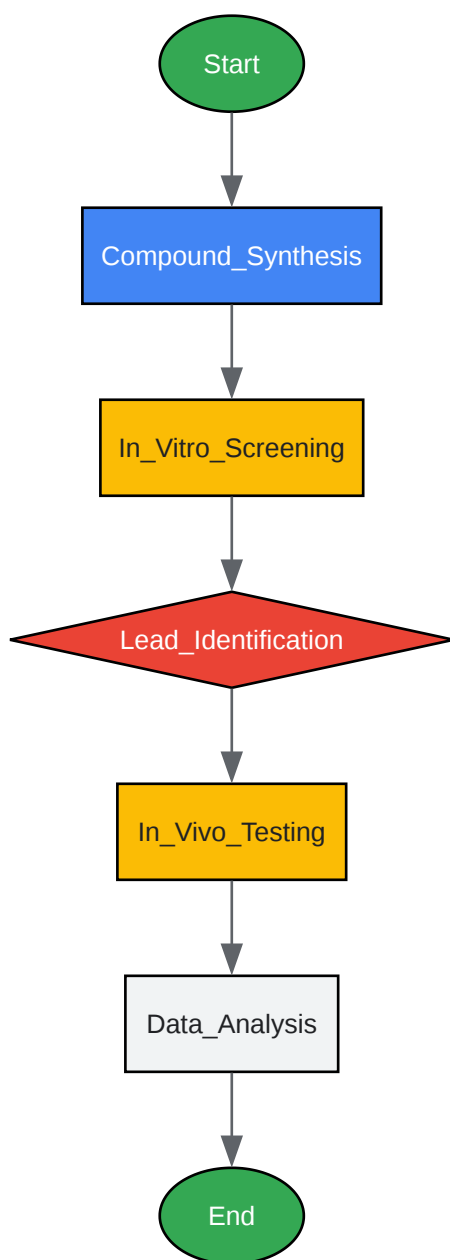 Start
Compound_Synthesis
In_Vitro_Screening
Lead_Identification
In_Vivo_Testing
Data_Analysis
End